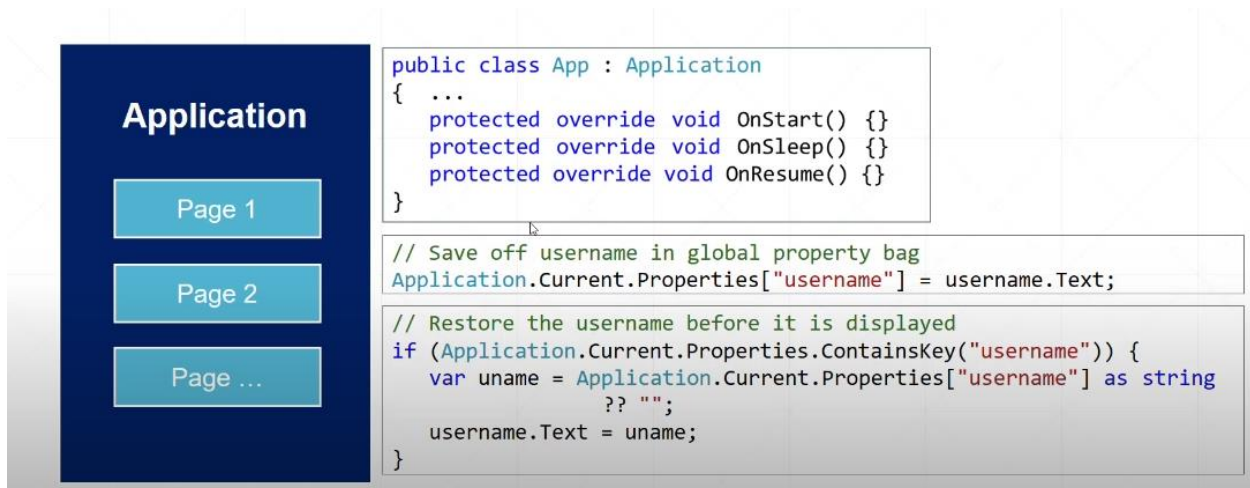 Application
Page 1
Page 2
Page ...
public class App : Application
{ ...
protected override void OnStart() {}
protected override void OnSleep() {}
protected override void OnResume() {}
}
// Save off username in global property bag
Application.Current.Properties["username"] = username.Text;
// Restore the username before it is displayed
if (Application.Current.Properties.ContainsKey("username")) {
var uname = Application.Current.Properties["username"] as string
?? "";
username.Text = uname;
}